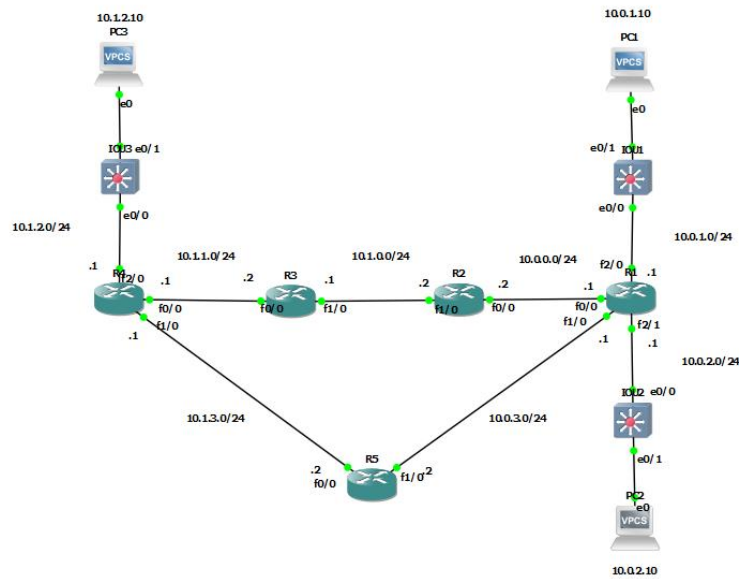 10.1.2.10
PC3
VPCS
e0
IOU3 e0/1
e0/0
10.1.2.0/24
10.0.1.10
PC1
VPCS
e0
e0/1 IOU1
e0/0
10.0.1.0/24
.1
R4
f2/0
.1
f0/0
f1/0
.1
10.1.1.0/24
.2
R3
.1
f0/0
f1/0
10.1.0.0/24
.2
R2
.2
f1/0
f0/0
10.0.0.0/24
.1
f2/0
R1
.1
f0/0
f1/0
.1
f2/1
.1
10.0.2.0/24
e0/0
IOU2
e0/1
PC2
e0
VPCS
10.0.2.10
10.1.3.0/24
10.0.3.0/24
R5
.2
f0/0
f1/0
.2